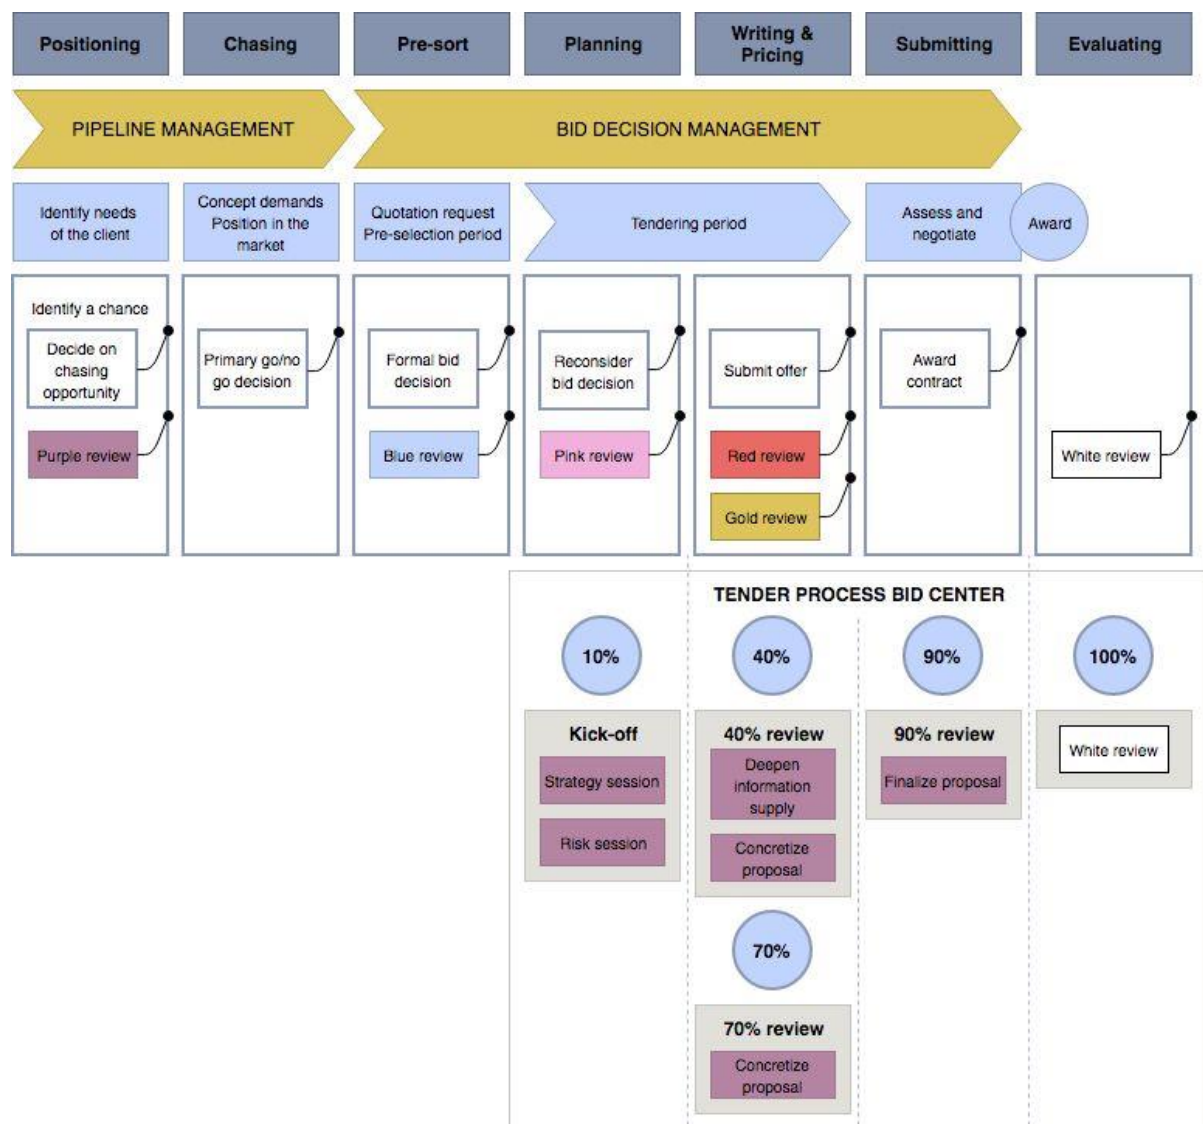 Positioning
Chasing
Pre-sort
Planning
Writing &
Pricing
Submitting
Evaluating
PIPELINE MANAGEMENT
BID DECISION MANAGEMENT
Identify needs
of the client
Concept demands
Position in the
market
Quotation request
Pre-selection period
Tendering period
Assess and
negotiate
Award
Identify a chance
Decide on
chasing
opportunity
Purple review
Primary go/no
go decision
Formal bid
decision
Blue review
Reconsider
bid decision
Pink review
Submit offer
Red review
Gold review
Award
contract
White review
TENDER PROCESS BID CENTER
10%
40%
90%
100%
Kick-off
Strategy session
Risk session
40% review
Deepen
information
supply
Concretize
proposal
90% review
Finalize proposal
White review
70%
70% review
Concretize
proposal